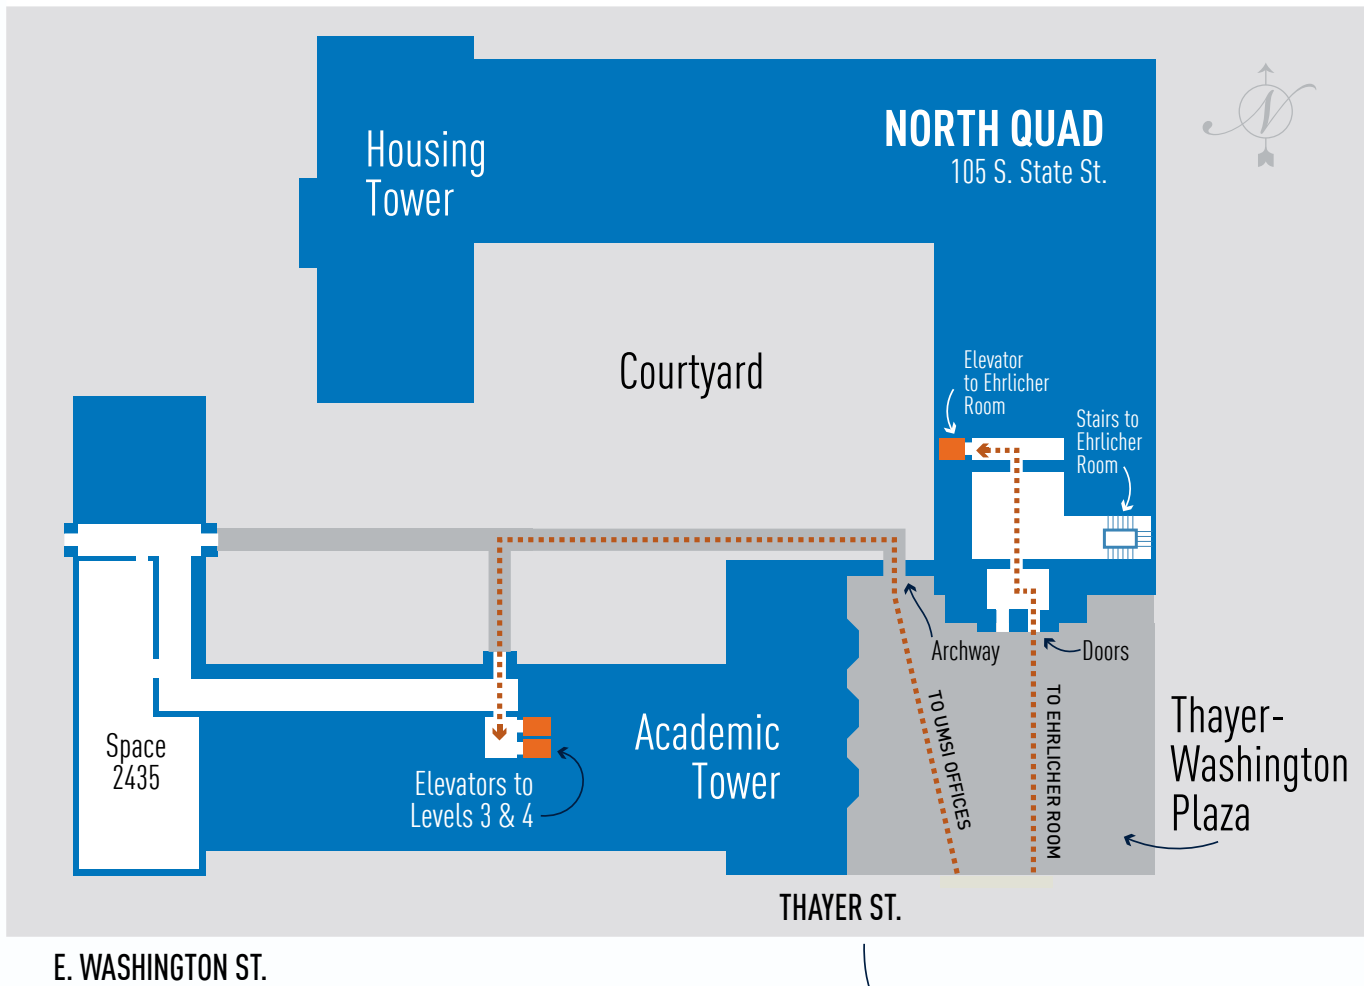 NORTH QUAD
105 S. State St.
N
Housing
Tower
Courtyard
Elevator
to Ehrlicher
Room
Stairs to
Ehrlicher
Room
Archway
Doors
TO UMSI OFFICES
TO EHRLICHER ROOM
Thayer-
Washington
Plaza
Academic
Tower
Space
2435
Elevators to
Levels 3 & 4
THAYER ST.
E. WASHINGTON ST.